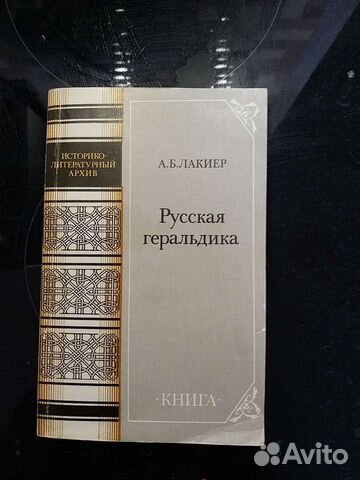 ИСТОРИКО-
ЛИТЕРАТУРНЫЙ
АРХИВ
А.Б.ЛАКИЕР
Русская
геральдика
·КНИГА·
Avito